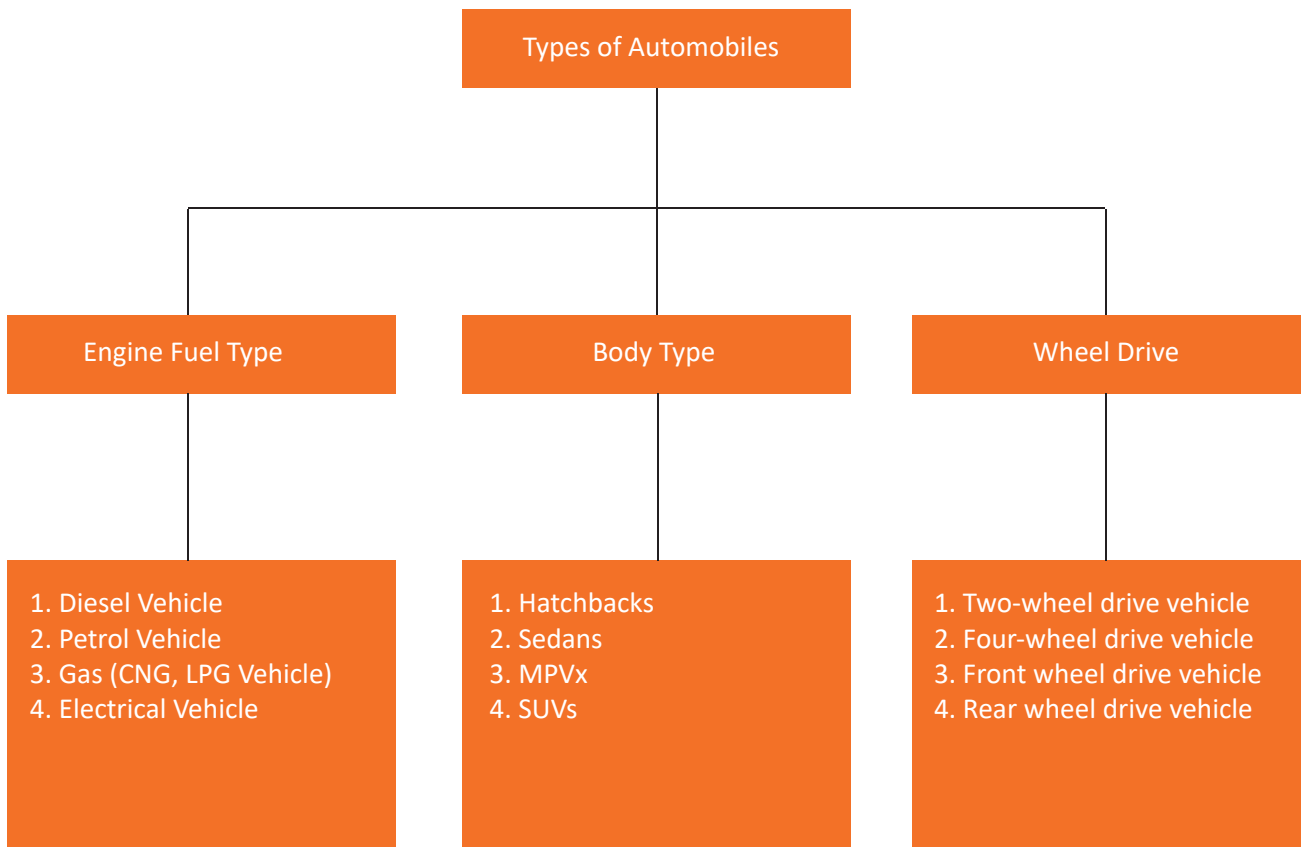 Types of Automobiles
Engine Fuel Type
Body Type
Wheel Drive
1. Diesel Vehicle
2. Petrol Vehicle
3. Gas (CNG, LPG Vehicle)
4. Electrical Vehicle
1. Hatchbacks
2. Sedans
3. MPVx
4. SUVs
1. Two-wheel drive vehicle
2. Four-wheel drive vehicle
3. Front wheel drive vehicle
4. Rear wheel drive vehicle